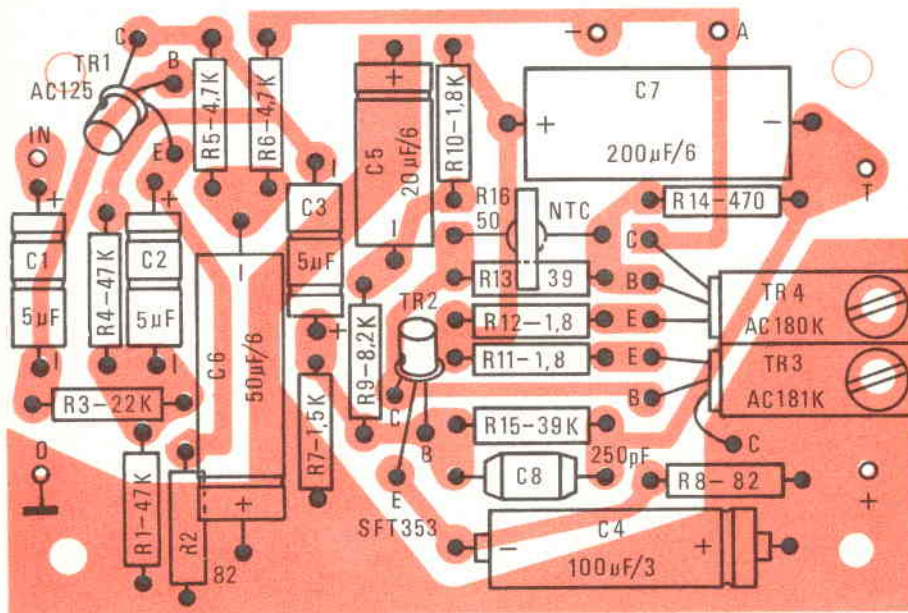 C
TR1
AC125
B
E
IN
+
C1
5µF
R4-47K
+
C2
5µF
R5-4,7K
R6-4,7K
+
C5
20µF/6
R10-1,8K
-
A
C7
+
-
200µF/6
T
R16
50
NTC
R14-470
C3
5µF
+
C6
50µF/6
+
R13 39
R12-1,8
R11-1,8
C
B
E
E
B
C
TR4
AC180K
TR3
AC181K
TR2
C
B
E
SFT353
R9-8,2K
R7-1,5K
R3-22K
O
R1-47K
R2
82
R15-39K
250pF
C8
R8-82
+
C4
-
+
100µF/3